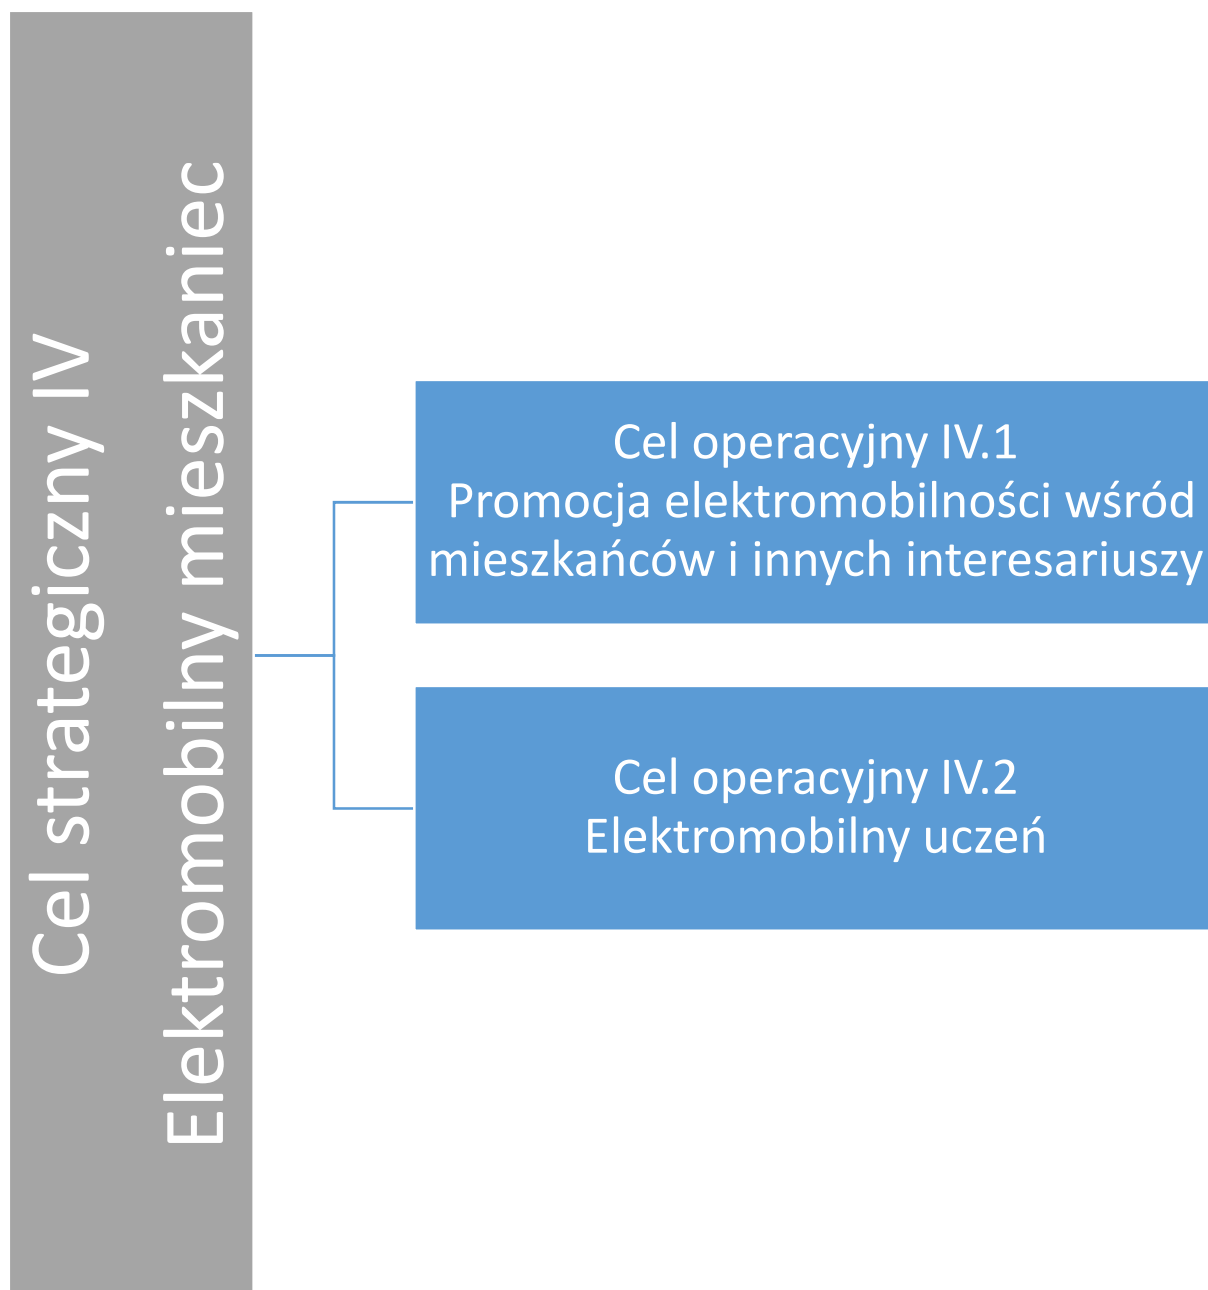 Cel strategiczny IV
Elektromobilny mieszkaniec
Cel operacyjny IV.1
Promocja elektromobilności wśród
mieszkańców i innych interesariuszy
Cel operacyjny IV.2
Elektromobilny uczeń